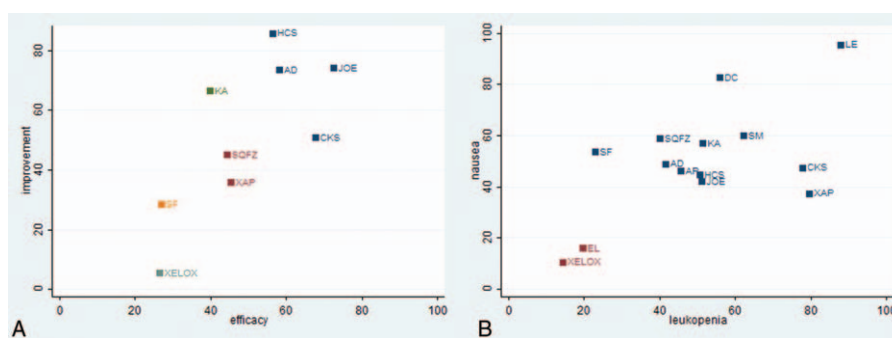 HCS
AD
JOE
KA
CKS
SQFZ
XAP
SF
XELOX
improvement
0 20 40 60 80
0 20 40 60 80 100
efficacy
A
LE
DC
SQFZ
KA
SM
SF
AD
AP
HCS
JOE
CKS
XAP
EL
XELOX
nausea
0 20 40 60 80 100
0 20 40 60 80 100
leukopenia
B